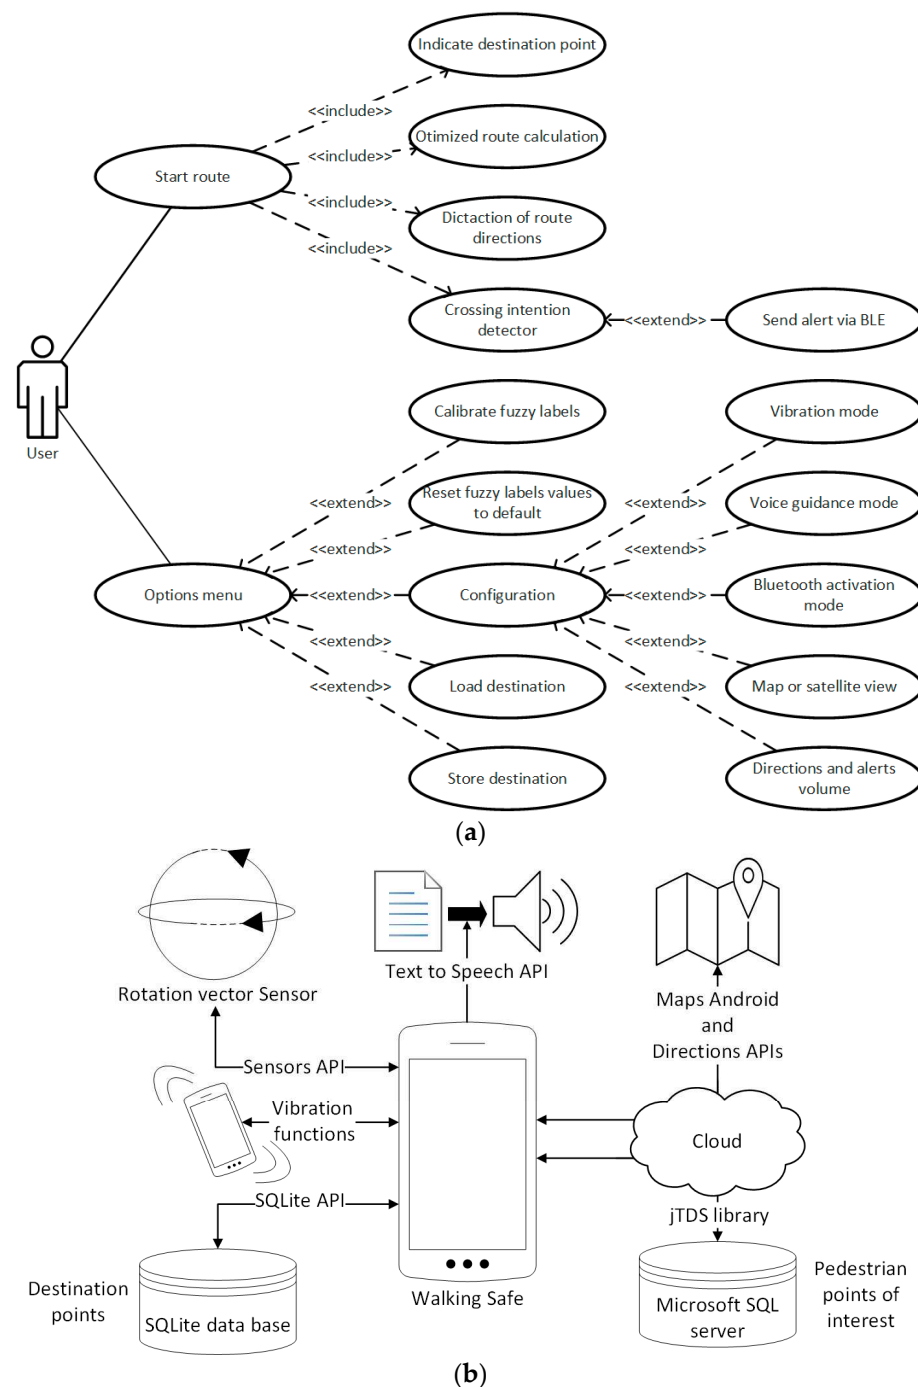 Indicate destination point
<<include>>
Otimized route calculation
<<include>>
Start route
<<include>>
Dictaction of route
directions
<<include>>
Crossing intention
detector
<<extend>>
Send alert via BLE
User
Calibrate fuzzy labels
Vibration mode
<<extend>>
Reset fuzzy labels values
to default
<<extend>>
Voice guidance mode
<<extend>>
<<extend>>
Options menu
<<extend>>
Configuration
<<extend>>
Bluetooth activation
mode
<<extend>>
<<extend>>
Load destination
Map or satellite view
<<extend>>
<<extend>>
Store destination
Directions and alerts
volume
(a)
Rotation vector Sensor
Text to Speech API
Maps Android
and
Directions APIs
Sensors API
Vibration
functions
Cloud
SQLite API
jTDS library
Destination
points
SQLite data base
Walking Safe
Microsoft SQL
server
Pedestrian
points of
interest
(b)